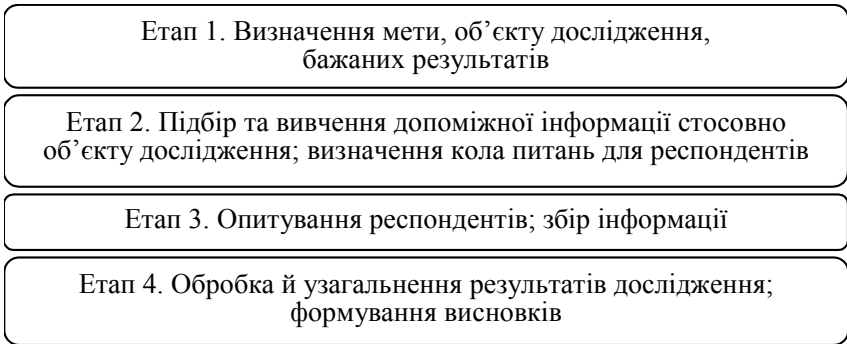 Етап 1. Визначення мети, об’єкту дослідження,
бажаних результатів
Етап 2. Підбір та вивчення допоміжної інформації стосовно
об’єкту дослідження; визначення кола питань для респондентів
Етап 3. Опитування респондентів; збір інформації
Етап 4. Обробка й узагальнення результатів дослідження;
формування висновків